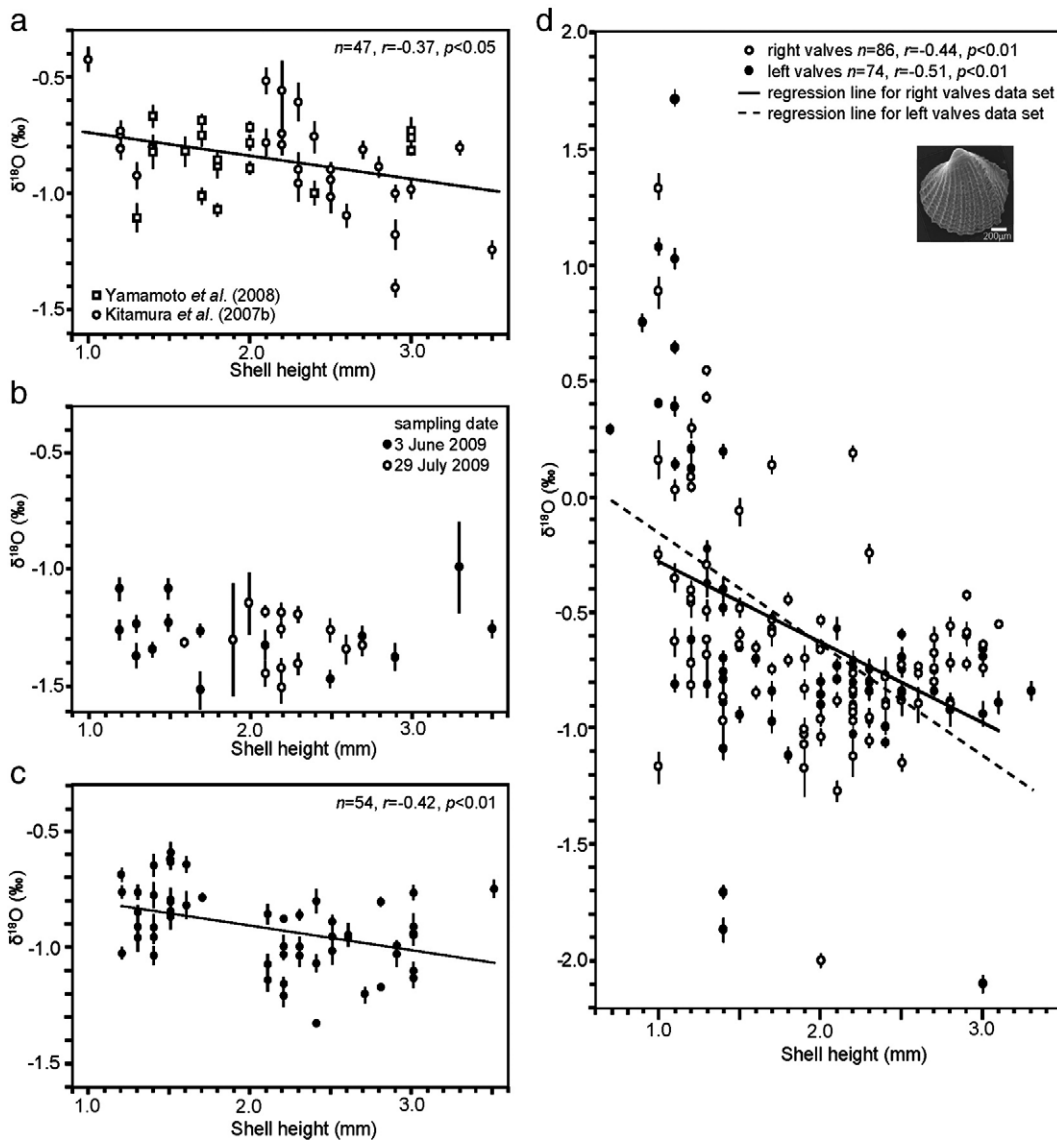 a
n=47, r=-0.37, p<0.05
-0.5
-1.0
-1.5
δ¹⁸O (‰)
Yamamoto et al. (2008)
Kitamura et al. (2007b)
1.0 2.0 3.0
Shell height (mm)
b
sampling date
3 June 2009
29 July 2009
-0.5
-1.0
-1.5
δ¹⁸O (‰)
1.0 2.0 3.0
Shell height (mm)
c
n=54, r=-0.42, p<0.01
-0.5
-1.0
-1.5
δ¹⁸O (‰)
1.0 2.0 3.0
Shell height (mm)
d
right valves n=86, r=-0.44, p<0.01
left valves n=74, r=-0.51, p<0.01
regression line for right valves data set
regression line for left valves data set
200μm
2.0
1.5
1.0
0.5
0.0
-0.5
-1.0
-1.5
-2.0
δ¹⁸O (‰)
1.0 2.0 3.0
Shell height (mm)